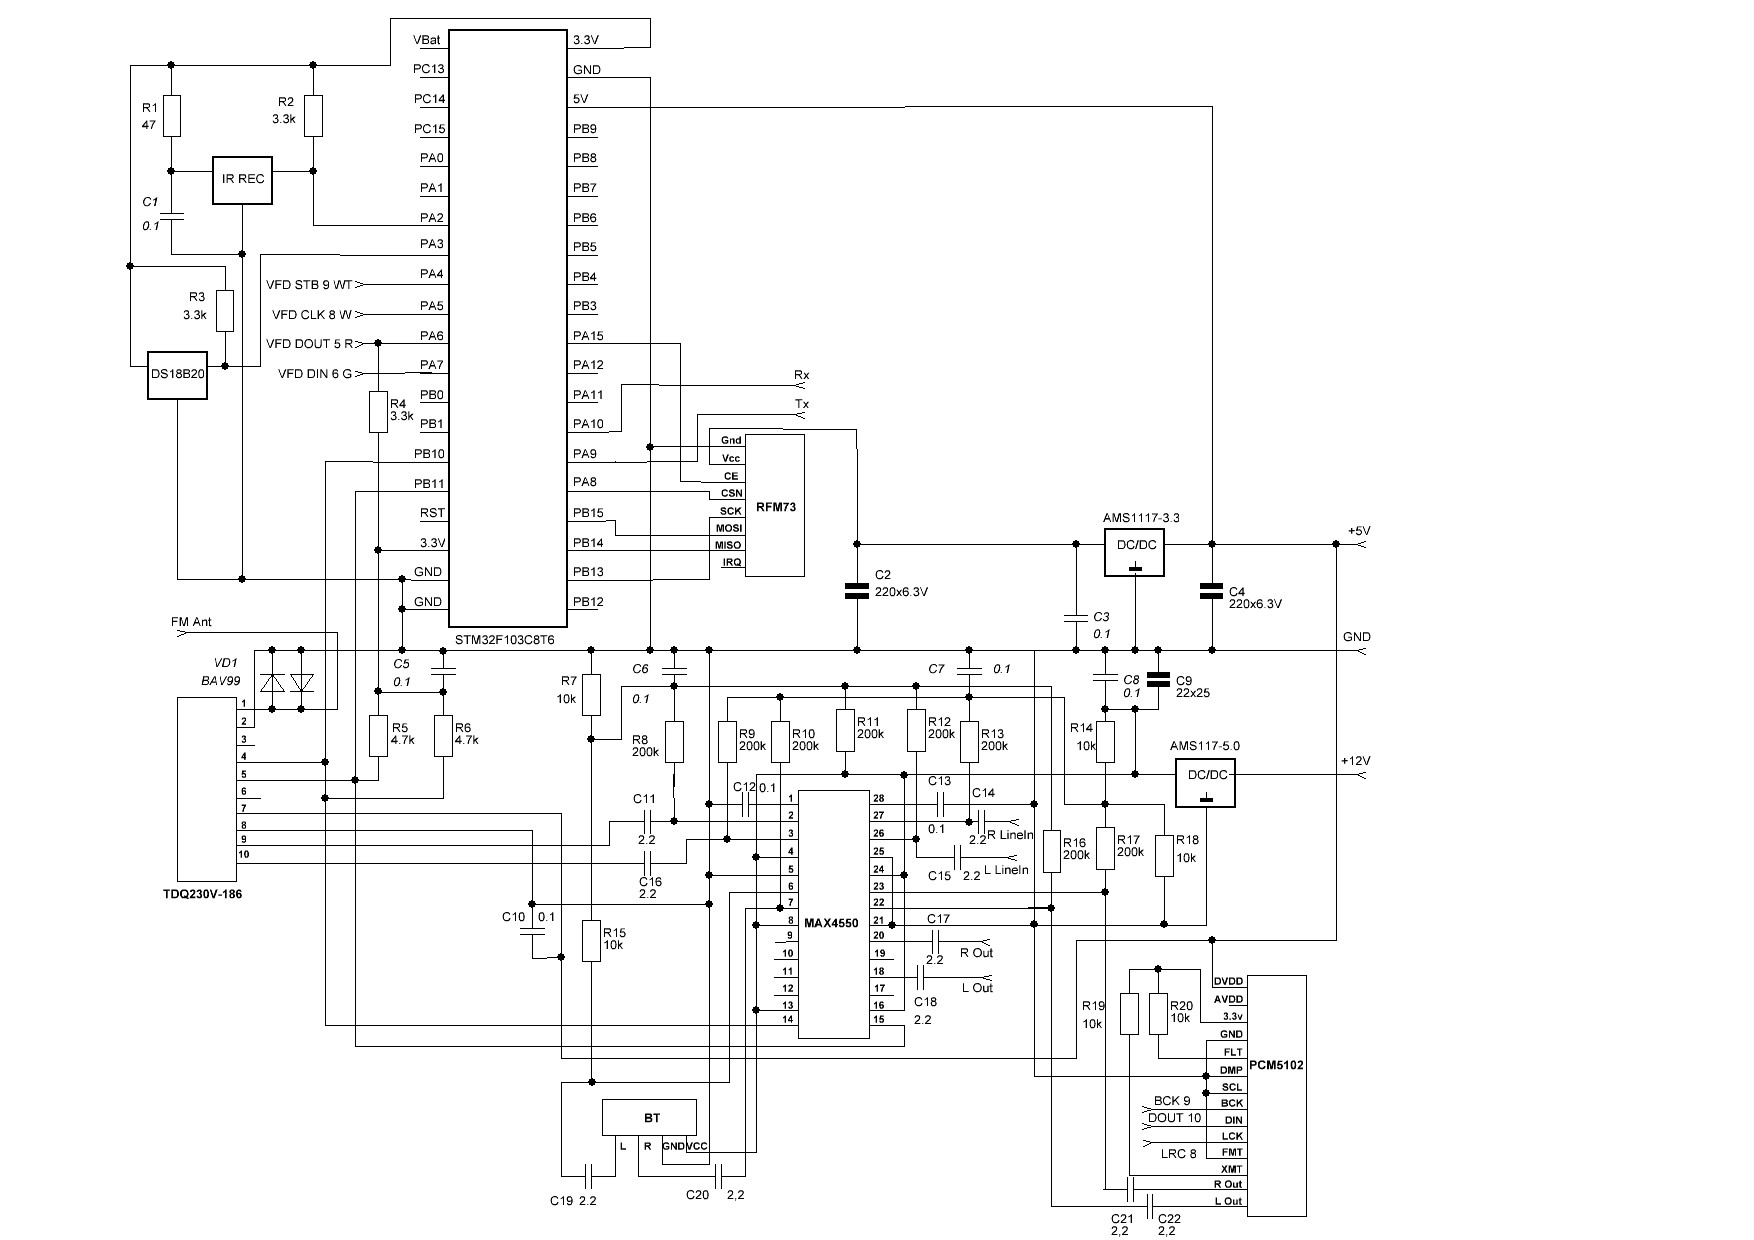 VBat
PC13
PC14
PC15
PA0
PA1
PA2
PA3
PA4
PA5
PA6
PA7
PB0
PB1
PB10
PB11
RST
3.3V
GND
GND
3.3V
GND
5V
PB9
PB8
PB7
PB6
PB5
PB4
PB3
PA15
PA12
PA11
PA10
PA9
PA8
PB15
PB14
PB13
PB12
STM32F103C8T6
R1
47
R2
3.3k
IR REC
C1
0.1
R3
3.3k
DS18B20
VFD STB 9 WT
VFD CLK 8 W
VFD DOUT 5 R
VFD DIN 6 G
R4
3.3k
Rx
Tx
Gnd
Vcc
CE
CSN
SCK
MOSI
MISO
IRQ
RFM73
AMS1117-3.3
DC/DC
+5V
C2
220x6.3V
C3
0.1
C4
220x6.3V
GND
FM Ant
VD1
BAV99
C5
0.1
R5
4.7k
R6
4.7k
1
2
3
4
5
6
7
8
9
10
TDQ230V-186
R7
10k
C6
0.1
R8
200k
R9
200k
R10
200k
R11
200k
R12
200k
C7
0.1
R13
200k
R14
10k
C8
0.1
C9
22x25
AMS117-5.0
DC/DC
+12V
C11
2.2
C12
0.1
C13
0.1
C14
2.2
R LineIn
C15
2.2
L LineIn
C16
2.2
R16
200k
R17
200k
R18
10k
C10
0.1
R15
10k
1
2
3
4
5
6
7
8
9
10
11
12
13
14
28
27
26
25
24
23
22
21
20
19
18
17
16
15
MAX4550
C17
2.2
R Out
L Out
C18
2.2
R19
10k
R20
10k
DVDD
AVDD
3.3v
GND
FLT
DMP
SCL
BCK
DIN
LCK
FMT
XMT
R Out
L Out
PCM5102
BCK 9
DOUT 10
LRC 8
BT
L
R
GND
VCC
C19
2.2
C20
2,2
C21
2,2
C22
2,2